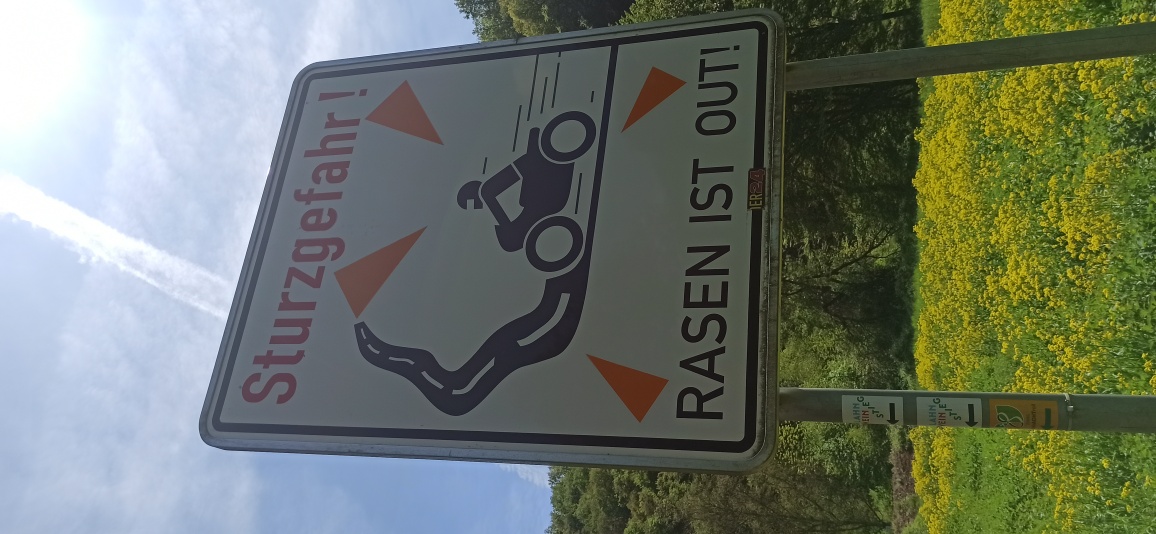 Sturzgefahr!
RASEN IST OUT!